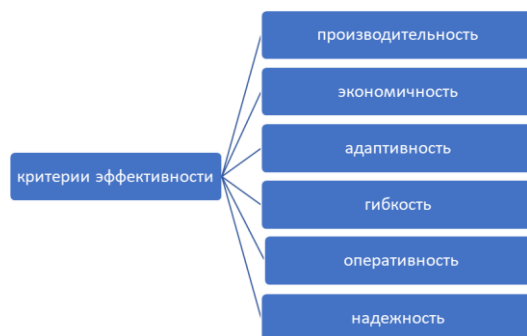 производительность
экономичность
адаптивность
критерии эффективности
гибкость
оперативность
надежность